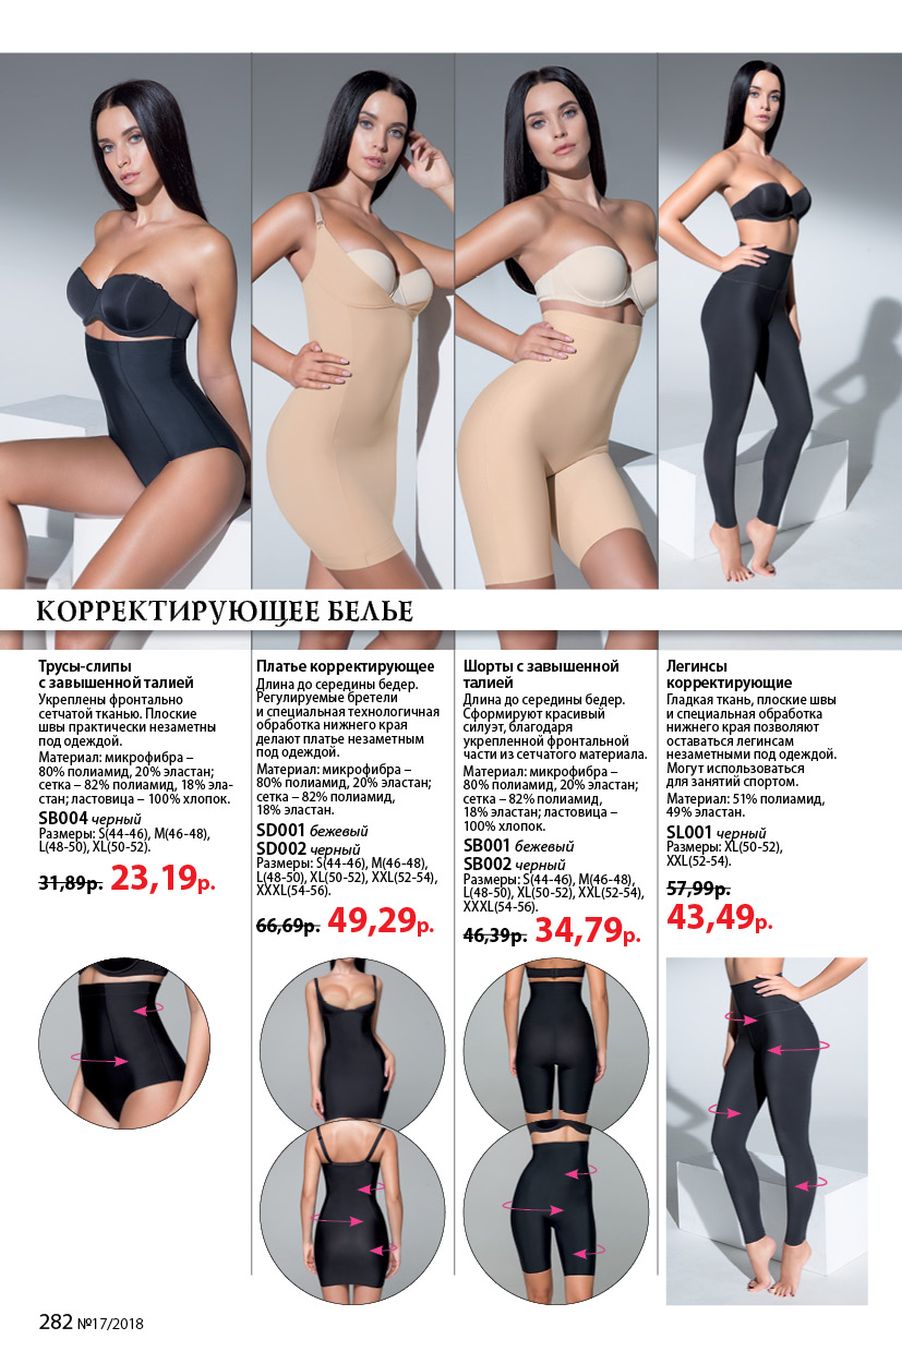 КОРРЕКТИРУЮЩЕЕ БЕЛЬЕ
Трусы-слипы
с завышенной талией
Укреплены фронтально
сетчатой тканью. Плоские
швы практически незаметны
под одеждой.
Материал: микрофибра –
80% полиамид, 20% эластан;
сетка – 82% полиамид, 18% эла-
стан; ластовица – 100% хлопок.
SB004 черный
Размеры: S(44-46), M(46-48),
L(48-50), XL(50-52).
31,89р. 23,19р.
Платье корректирующее
Длина до середины бедер.
Регулируемые бретели
и специальная технологичная
обработка нижнего края
делают платье незаметным
под одеждой.
Материал: микрофибра –
80% полиамид, 20% эластан;
сетка – 82% полиамид,
18% эластан.
SD001 бежевый
SD002 черный
Размеры: S(44-46), M(46-48),
L(48-50), XL(50-52), XXL(52-54),
XXXL(54-56).
66,69р. 49,29р.
Шорты с завышенной
талией
Длина до середины бедер.
Сформируют красивый
силуэт, благодаря
укрепленной фронтальной
части из сетчатого материала.
Материал: микрофибра –
80% полиамид, 20% эластан;
сетка – 82% полиамид,
18% эластан; ластовица –
100% хлопок.
SB001 бежевый
SB002 черный
Размеры: S(44-46), M(46-48),
L(48-50), XL(50-52), XXL(52-54),
XXXL(54-56).
46,39р. 34,79р.
Легинсы
корректирующие
Гладкая ткань, плоские швы
и специальная обработка
нижнего края позволяют
оставаться легинсам
незаметными под одеждой.
Могут использоваться
для занятий спортом.
Материал: 51% полиамид,
49% эластан.
SL001 черный
Размеры: XL(50-52),
XXL(52-54).
57,99р.
43,49р.
282 №17/2018